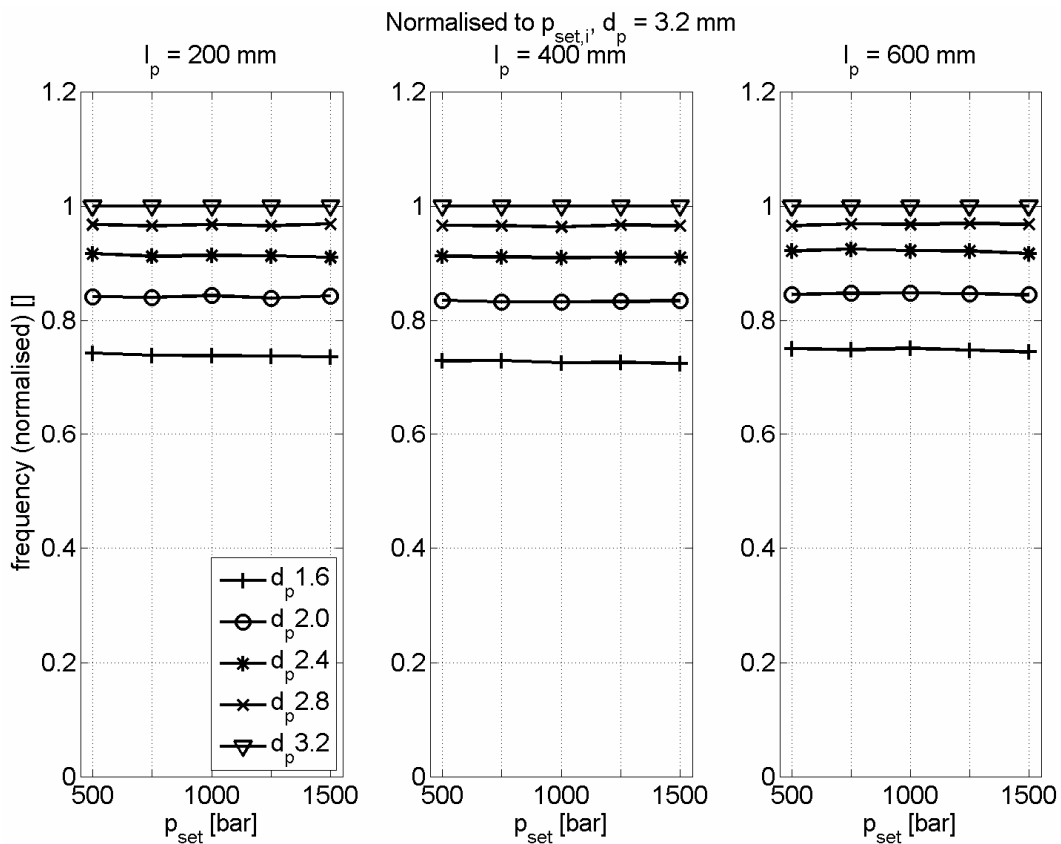 Normalised to p_set,i, d_p = 3.2 mm
l_p = 200 mm
l_p = 400 mm
l_p = 600 mm
frequency (normalised) []
1.2
1
0.8
0.6
0.4
0.2
0
500 1000 1500
p_set [bar]
d_p 1.6
d_p 2.0
d_p 2.4
d_p 2.8
d_p 3.2
1.2
1
0.8
0.6
0.4
0.2
0
500 1000 1500
p_set [bar]
1.2
1
0.8
0.6
0.4
0.2
0
500 1000 1500
p_set [bar]